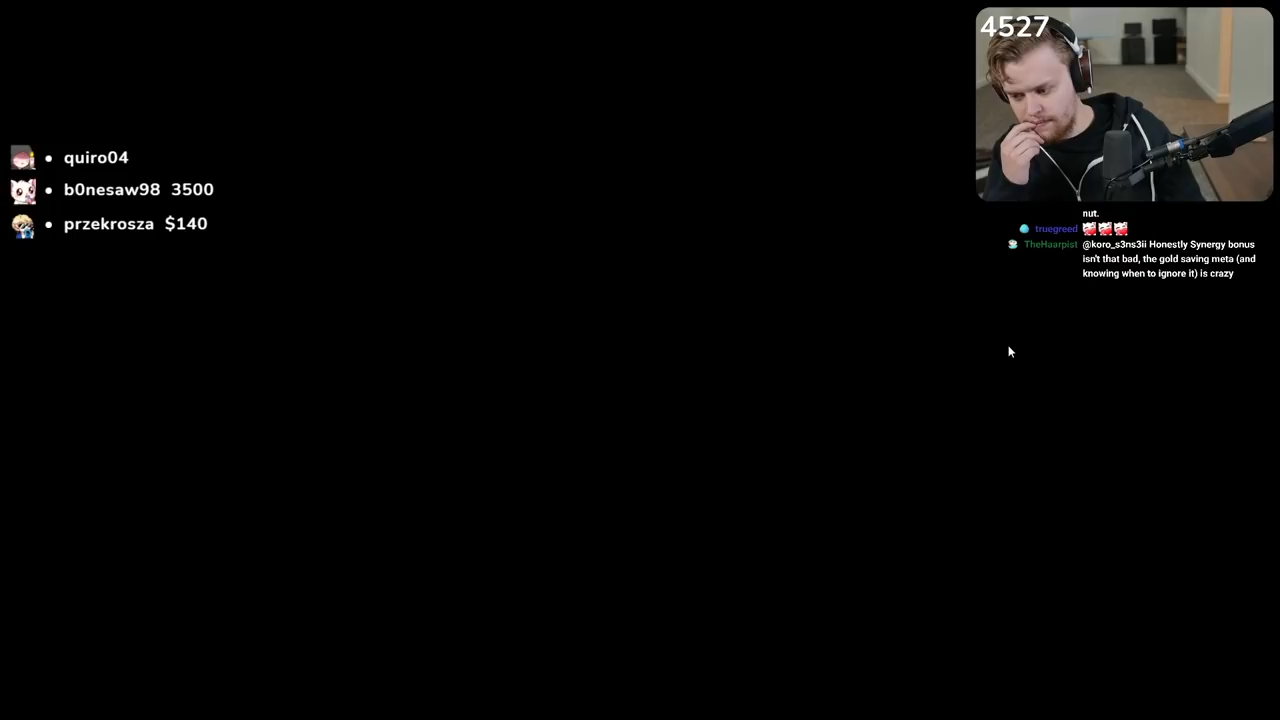 4527
quiro04
b0nesaw98 3500
przekrosza $140
nut.
truegreed
TheHaarpist @koro_s3ns3ii Honestly Synergy bonus
isn't that bad, the gold saving meta (and
knowing when to ignore it) is crazy